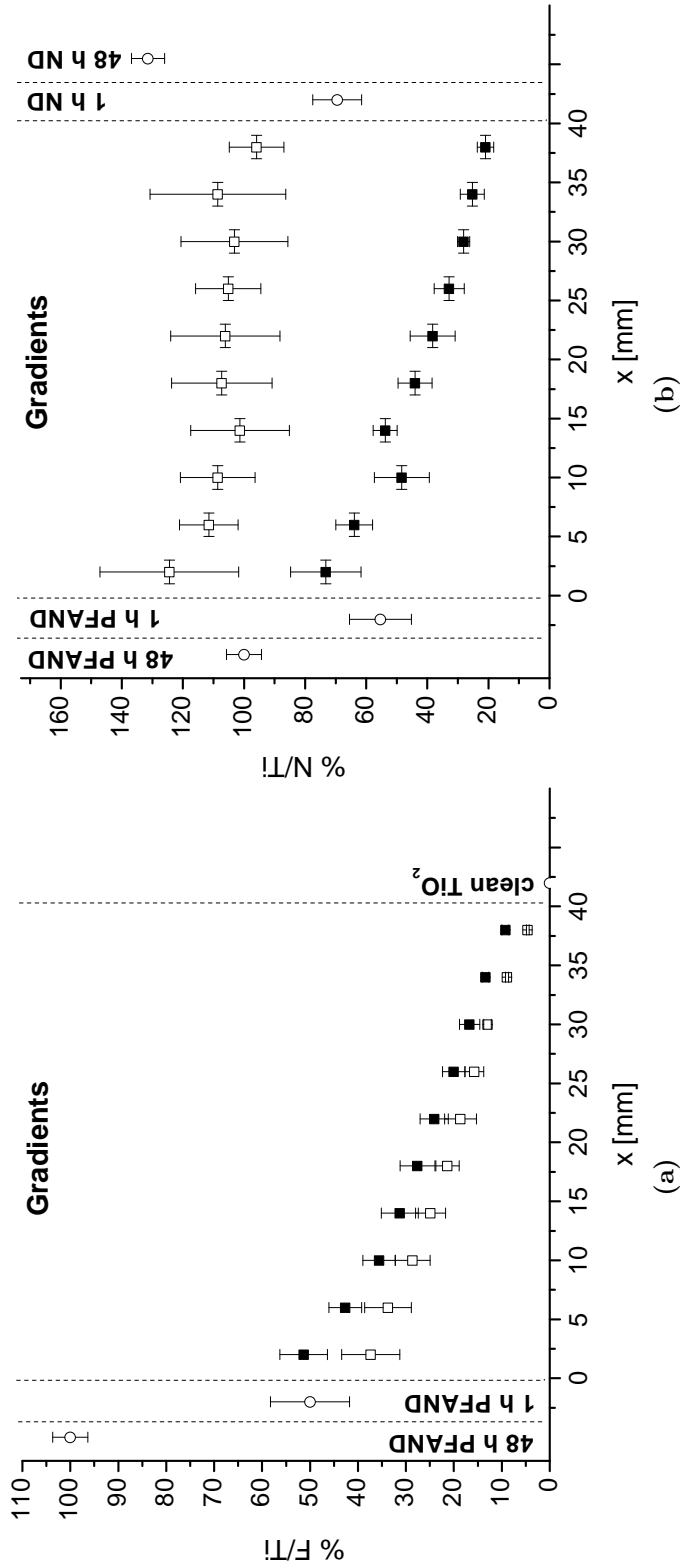 110
100
90
80
70
60
50
40
30
20
10
0
% F/Ti
48 h PFAND
1 h PFAND
Gradients
clean TiO₂
0
5
10
15
20
25
30
35
40
x [mm]
(a)
160
140
120
100
80
60
40
20
0
% N/Ti
48 h PFAND
1 h PFAND
Gradients
1 h ND
48 h ND
0
5
10
15
20
25
30
35
40
x [mm]
(b)